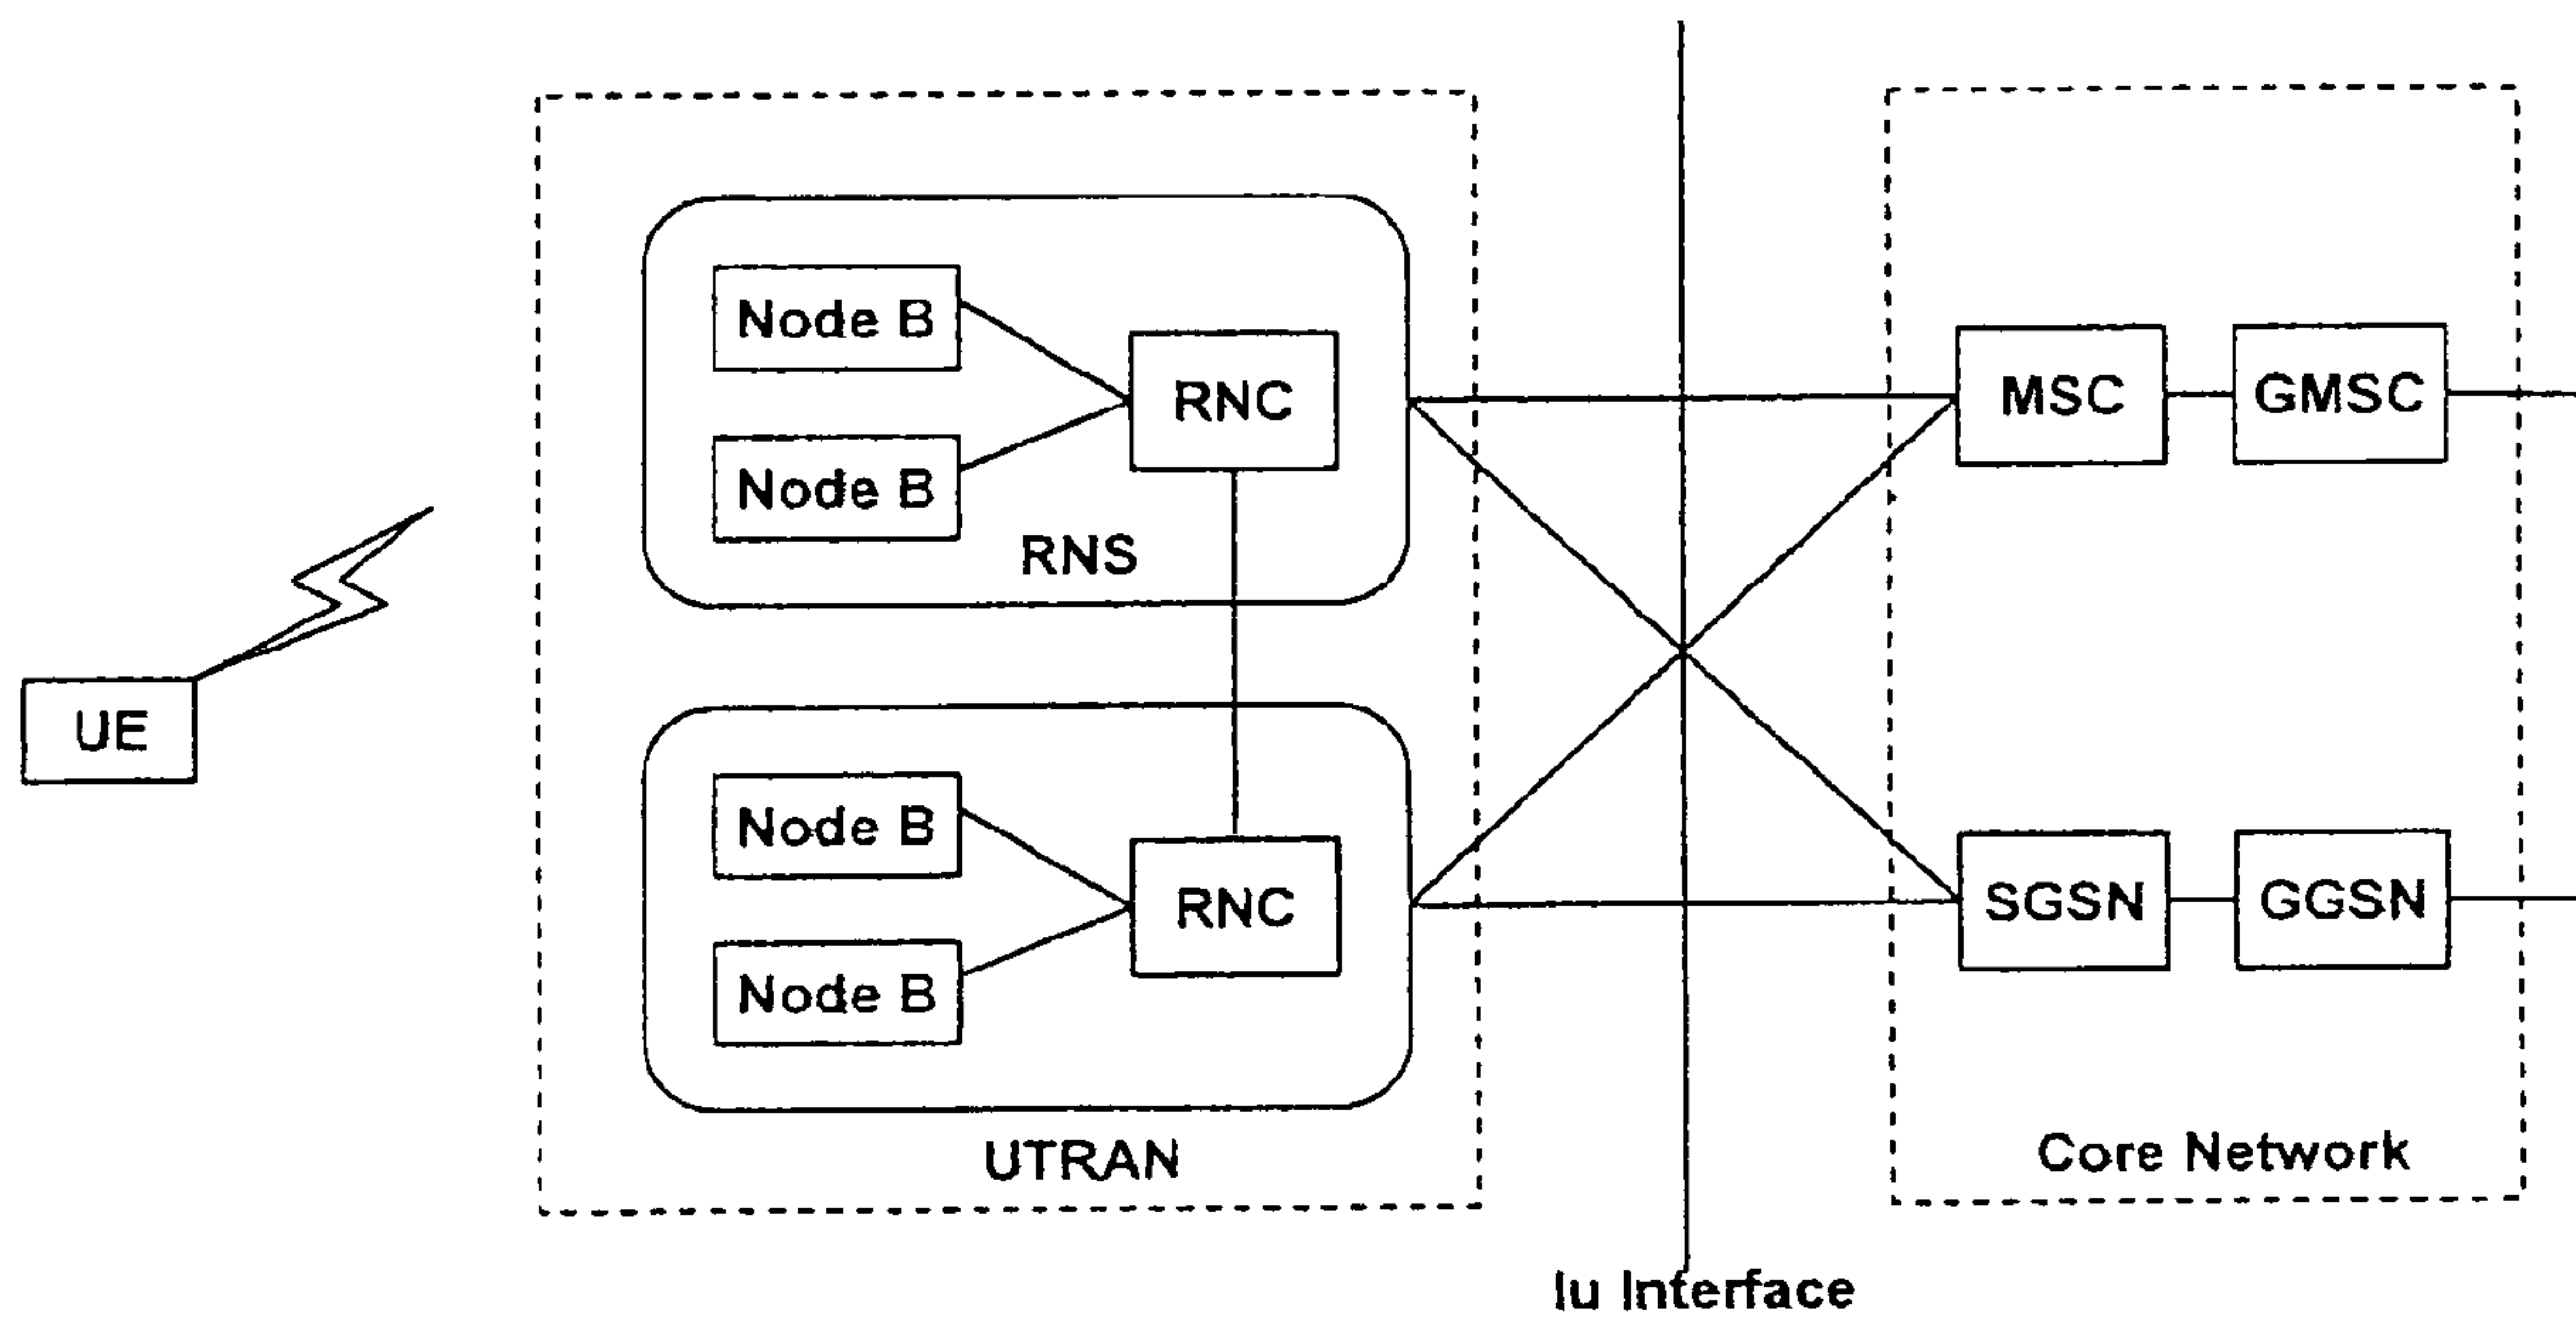 Node B
RNC
MSC
GMSC
Node B
RNS
UE
Node B
RNC
SGSN
GGSN
Node B
UTRAN
Core Network
Iu Interface